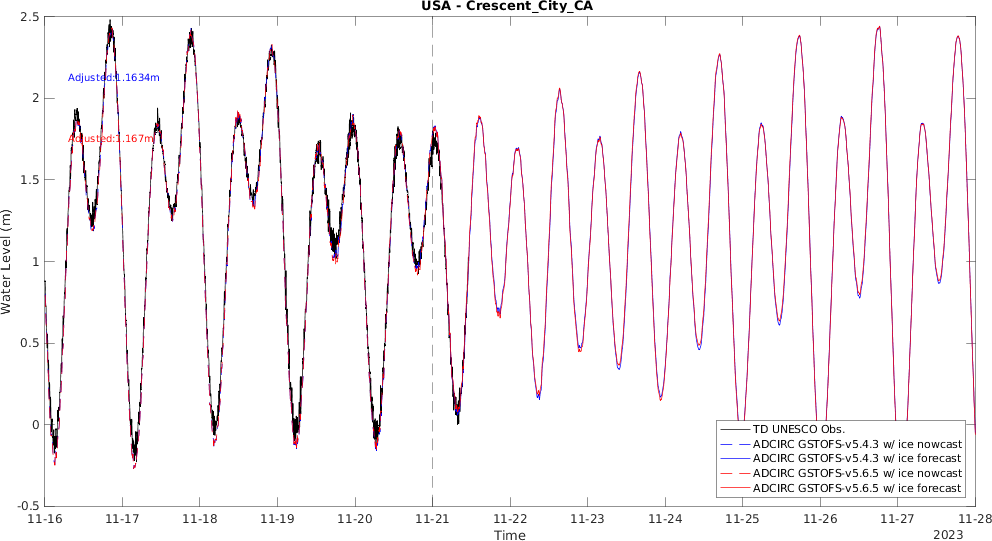 USA - Crescent_City_CA
2.5
2
1.5
1
0.5
0
-0.5
Water Level (m)
Adjusted:1.1634m
Adjusted:1.167m
TD UNESCO Obs.
ADCIRC GSTOFS-v5.4.3 w/ ice nowcast
ADCIRC GSTOFS-v5.4.3 w/ ice forecast
ADCIRC GSTOFS-v5.6.5 w/ ice nowcast
ADCIRC GSTOFS-v5.6.5 w/ ice forecast
11-16 11-17 11-18 11-19 11-20 11-21 11-22 11-23 11-24 11-25 11-26 11-27 11-28
Time
2023